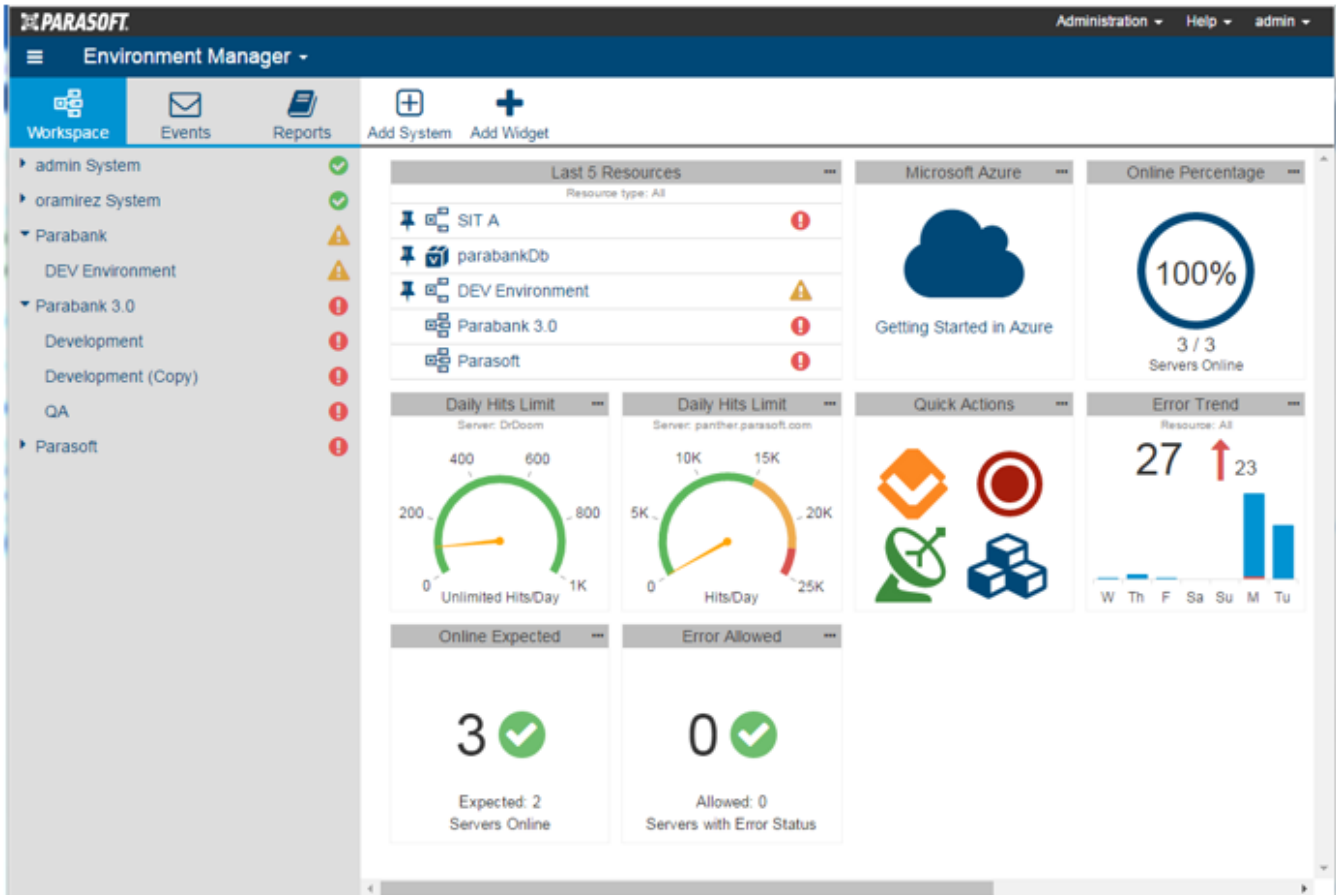 PARASOFT.
Administration Help admin
Environment Manager
Workspace Events Reports Add System Add Widget
admin System
oramirez System
Parabank
DEV Environment
Parabank 3.0
Development
Development (Copy)
QA
Parasoft
Last 5 Resources
Resource type: All
SIT A
parabankDb
DEV Environment
Parabank 3.0
Parasoft
Microsoft Azure
Getting Started in Azure
Online Percentage
100%
3 / 3
Servers Online
Daily Hits Limit
Server: DrDoom
400 600
200 800
0 1K
Unlimited Hits/Day
Daily Hits Limit
Server: panther.parasoft.com
10K 15K
5K 20K
0 25K
Hits/Day
Quick Actions
Error Trend
Resource: All
27 23
W Th F Sa Su M Tu
Online Expected
3
Expected: 2
Servers Online
Error Allowed
0
Allowed: 0
Servers with Error Status